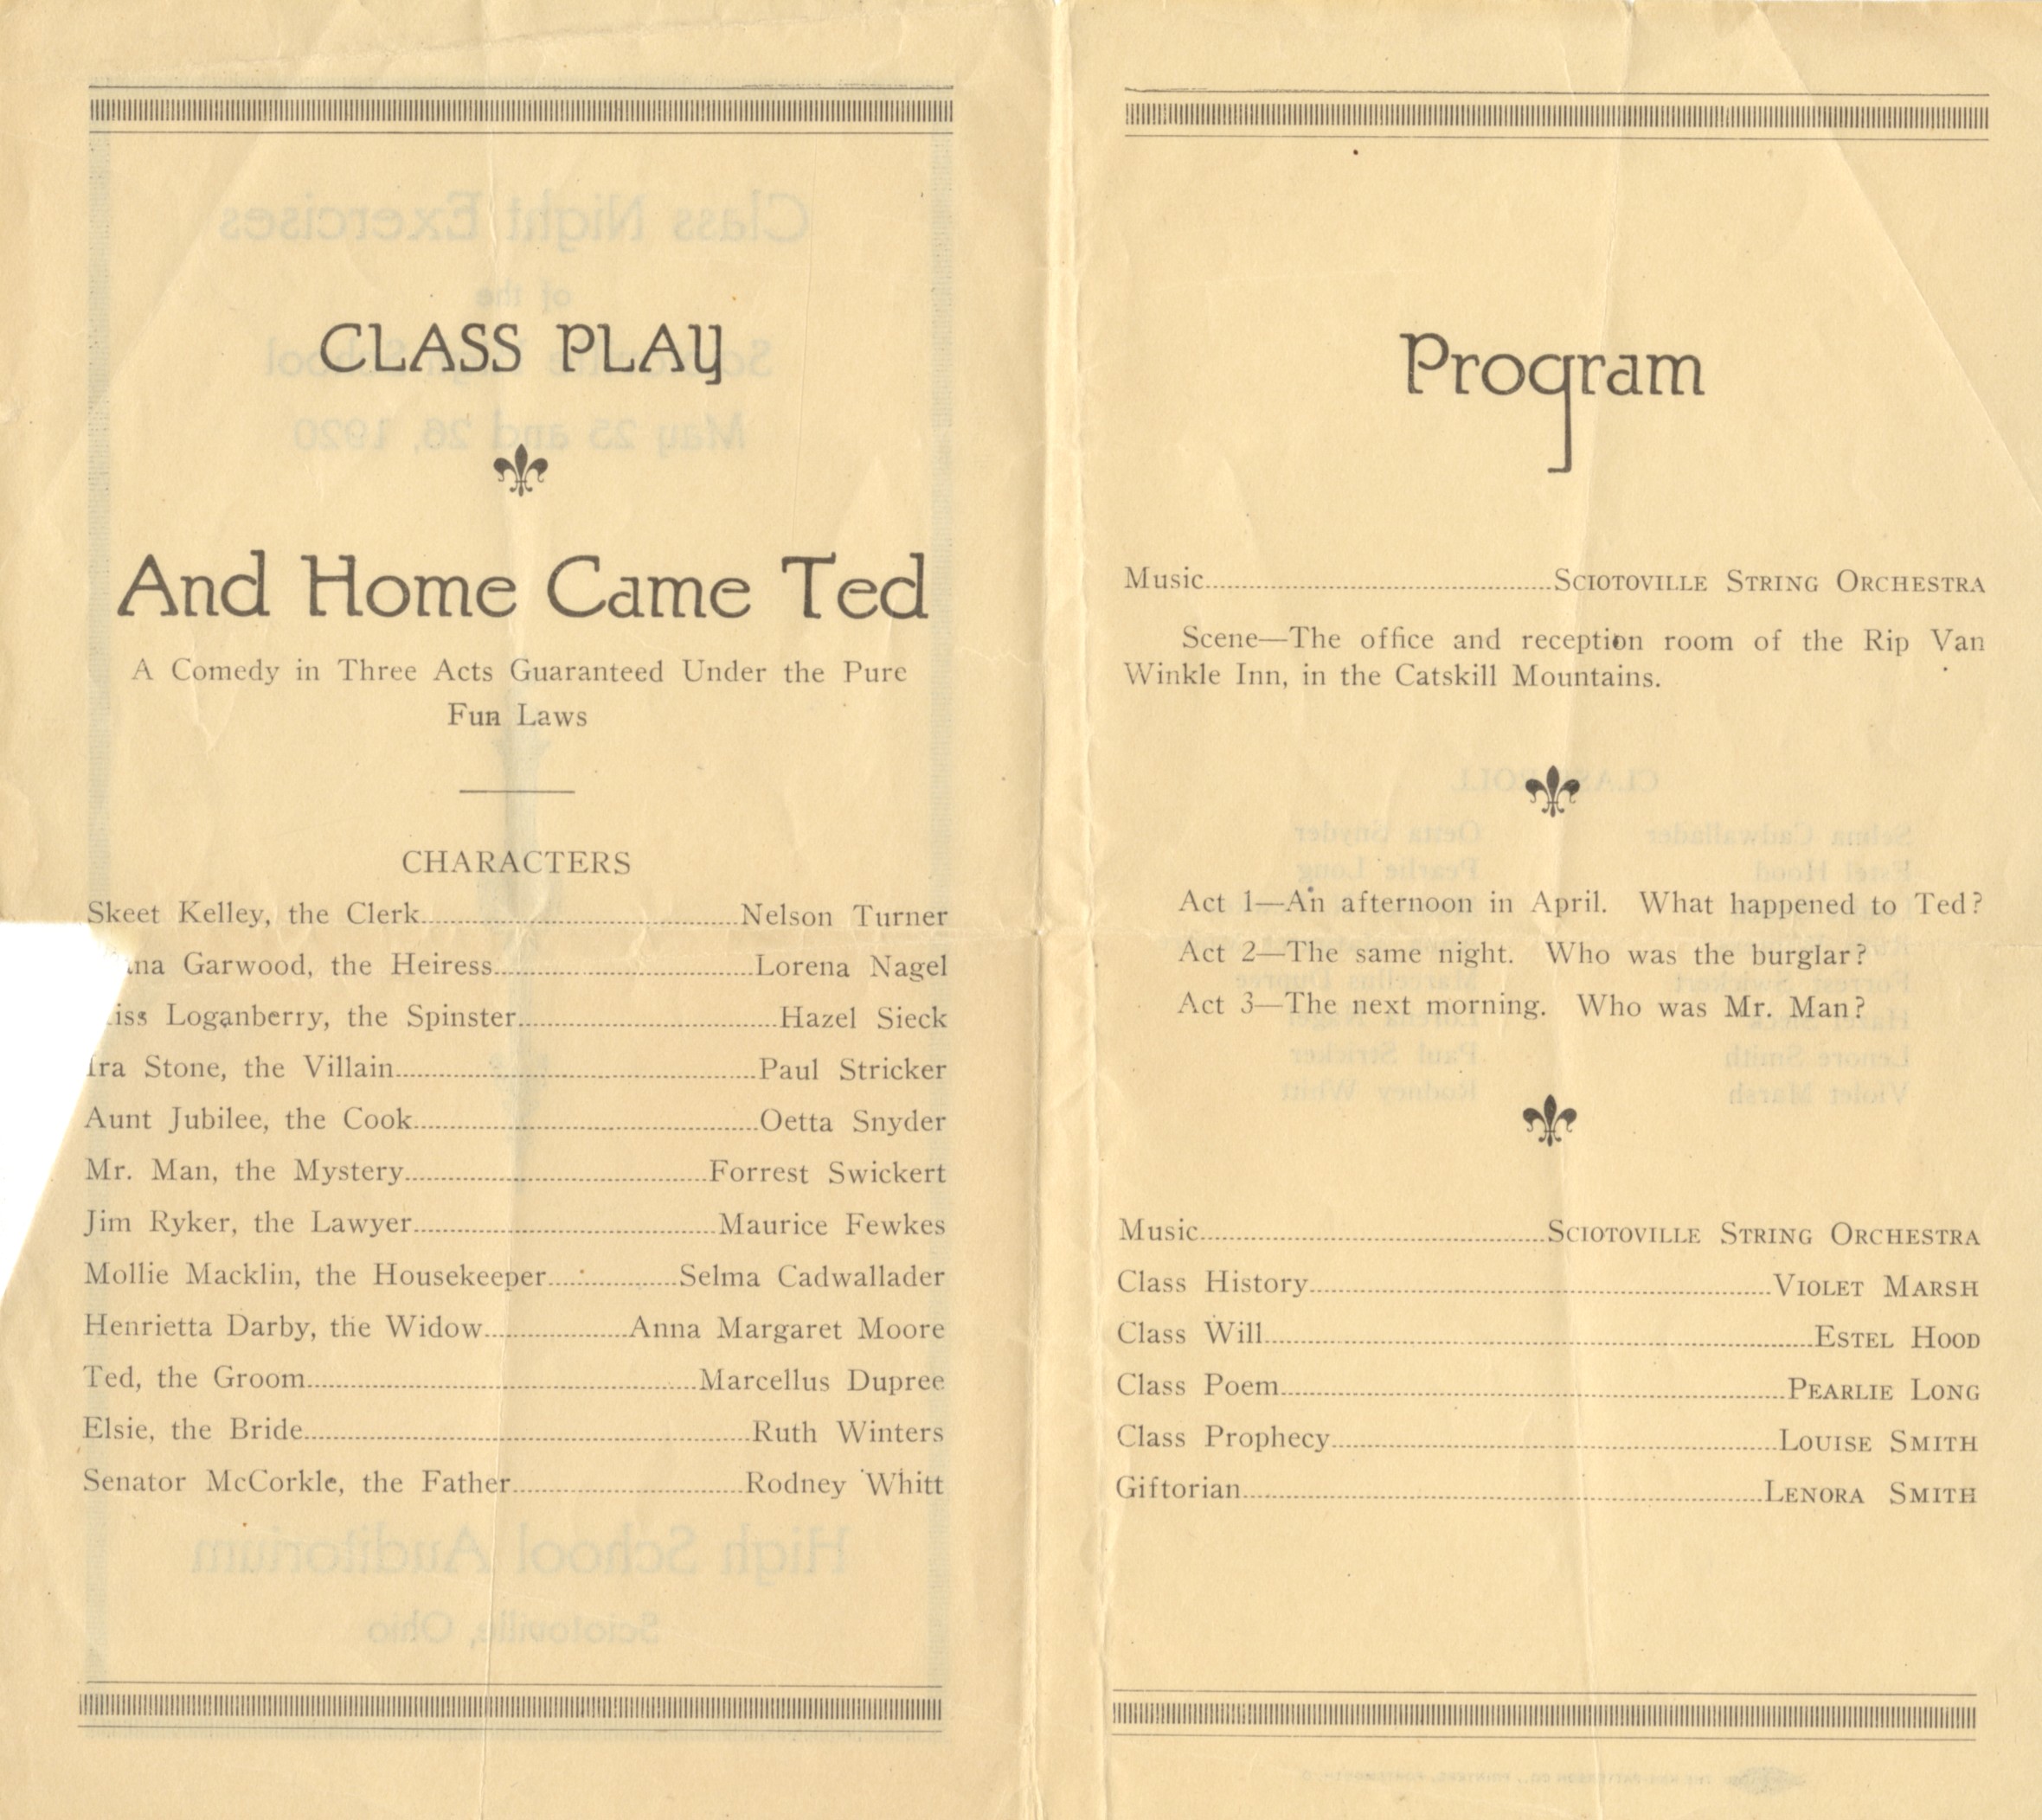 CLASS PLAY
And Home Came Ted
A Comedy in Three Acts Guaranteed Under the Pure
Fun Laws
CHARACTERS
Skeet Kelley, the Clerk........Nelson Turner
Garwood, the Heiress........Lorena Nagel
iss Loganberry, the Spinster........Hazel Sieck
Ira Stone, the Villain........Paul Stricker
Aunt Jubilee, the Cook........Oetta Snyder
Mr. Man, the Mystery........Forrest Swickert
Jim Ryker, the Lawyer........Maurice Fewkes
Mollie Macklin, the Housekeeper........Selma Cadwallader
Henrietta Darby, the Widow........Anna Margaret Moore
Ted, the Groom........Marcellus Dupree
Elsie, the Bride........Ruth Winters
Senator McCorkle, the Father........Rodney Whitt
Program
Music........Sciotoville String Orchestra
Scene—The office and reception room of the Rip Van
Winkle Inn, in the Catskill Mountains.
Act 1—An afternoon in April. What happened to Ted?
Act 2—The same night. Who was the burglar?
Act 3—The next morning. Who was Mr. Man?
Music........Sciotoville String Orchestra
Class History........Violet Marsh
Class Will........Estel Hood
Class Poem........Pearlie Long
Class Prophecy........Louise Smith
Giftorian........Lenora Smith